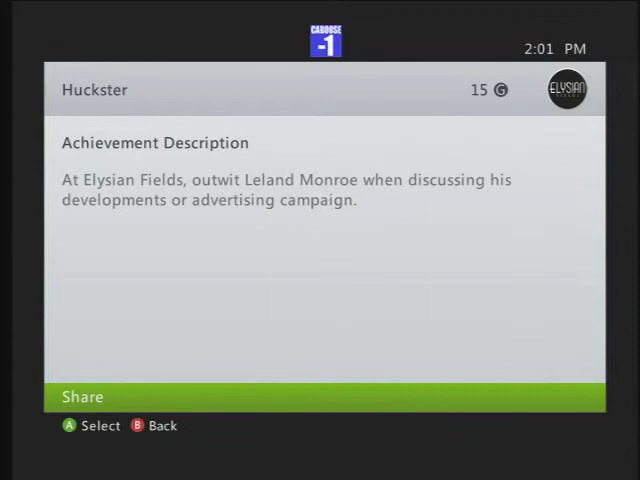 CABOOSE
-1
2:01 PM
Huckster 15 G
ELYSIAN
Achievement Description
At Elysian Fields, outwit Leland Monroe when discussing his
developments or advertising campaign.
Share
A Select B Back